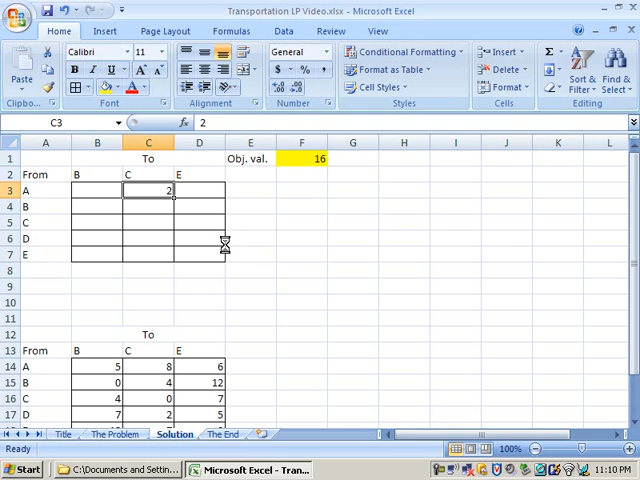 Transportation LP Video.xlsx - Microsoft Excel
Home Insert Page Layout Formulas Data Review View
Calibri 11 General Conditional Formatting Insert Σ
Paste B I U A A $ % , Format as Table Delete Sort & Filter Find & Select
Cell Styles Format
Clipboard Font Alignment Number Styles Cells Editing
C3 2
A B C D E F G H I J K L
1 To Obj. val. 16
2 From B C E
3 A 2
4 B
5 C
6 D
7 E
8
9
10
11
12 To
13 From B C E
14 A 5 8 6
15 B 0 4 12
16 C 4 0 7
17 D 7 2 5
Title The Problem Solution The End
Ready 100%
Start C:\Documents and Settin... Microsoft Excel - Tran... 11:10 PM